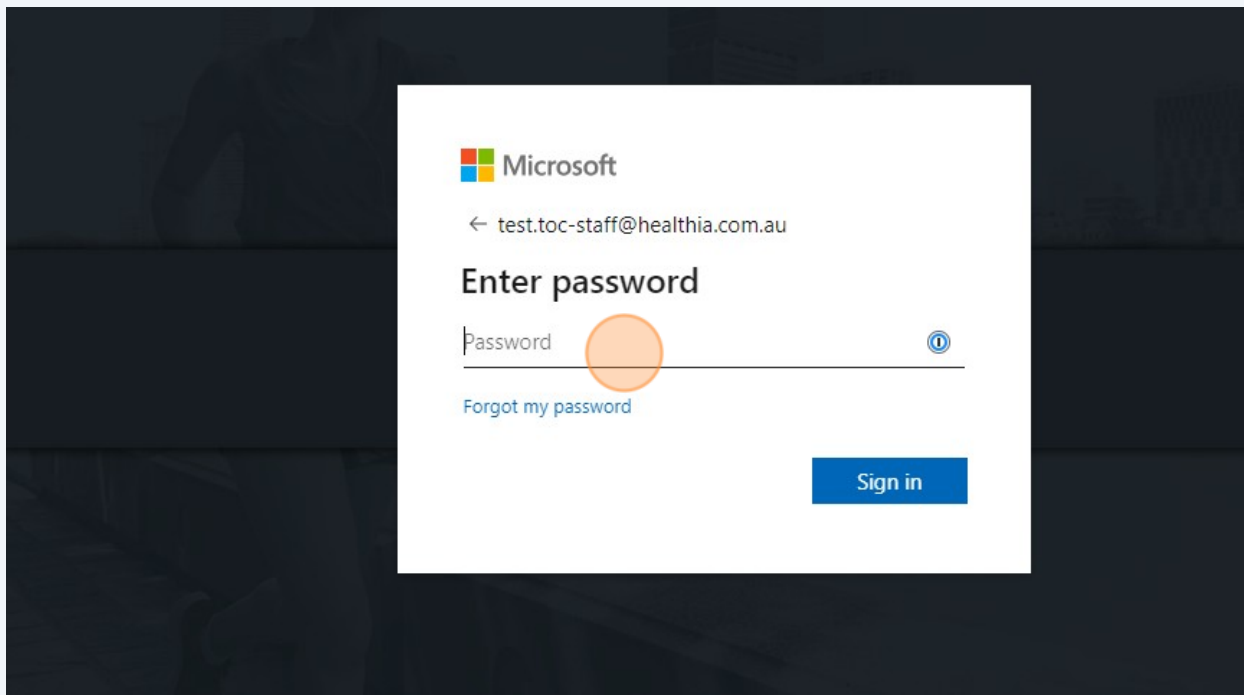 Microsoft
← test.toc-staff@healthia.com.au
Enter password
Password
Forgot my password
Sign in